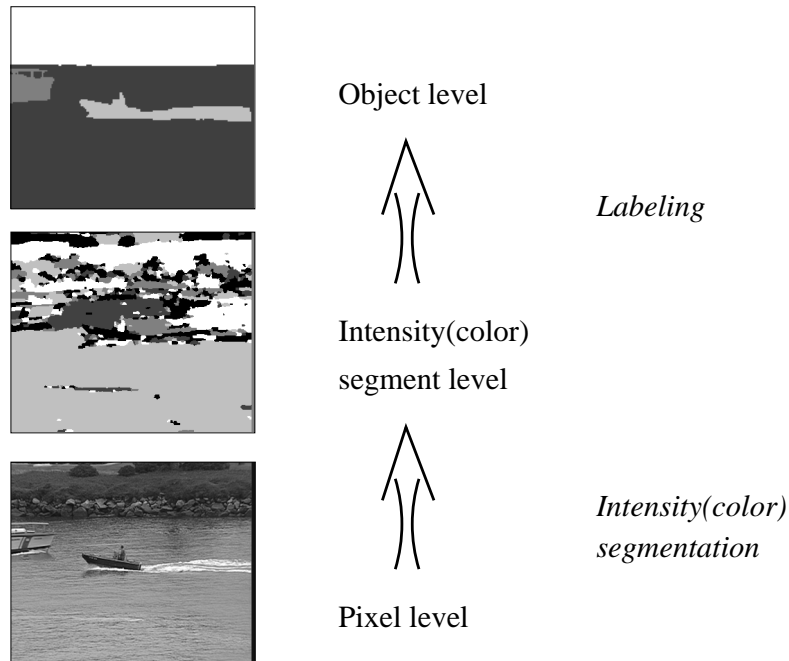 Object level
Labeling
Intensity(color)
segment level
Intensity(color)
segmentation
Pixel level